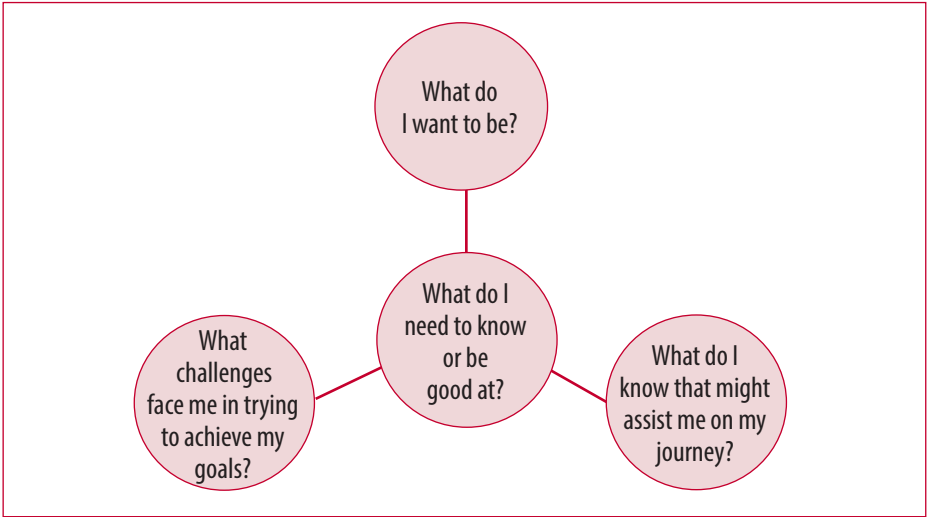 What do
I want to be?
What do I
need to know
or be
good at?
What
challenges
face me in trying
to achieve my
goals?
What do I
know that might
assist me on my
journey?